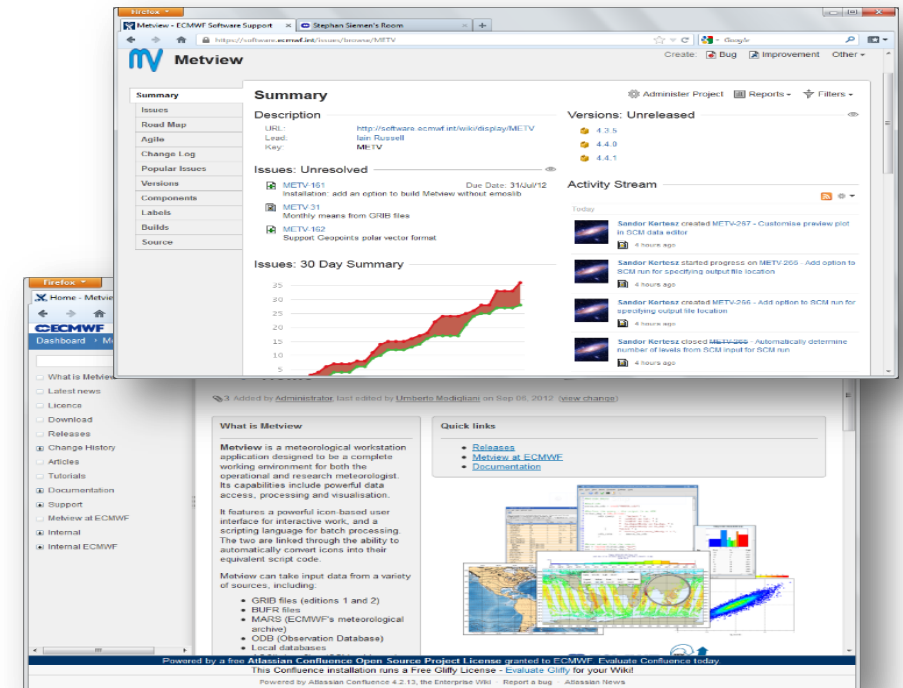 Firefox
Metview - ECMWF Software Support
Stephan Siemen's Room
https://software.ecmwf.int/issues/browse/METV
Google
Metview
Create: Bug Improvement Other
Summary
Issues
Road Map
Agile
Change Log
Popular Issues
Versions
Components
Labels
Builds
Source
Summary
Administer Project Reports Filters
Description
URL: http://software.ecmwf.int/wiki/display/METV
Lead: Iain Russell
Key: METV
Issues: Unresolved
METV-161 Due Date: 31/Jul/12
Installation: add an option to build Metview without emoslib
METV-31
Monthly means from GRIB files
METV-162
Support Geopoints polar vector format
Issues: 30 Day Summary
35
30
25
20
15
10
5
Versions: Unreleased
4.3.5
4.4.0
4.4.1
Activity Stream
Today
Sandor Kertesz created METV-267 - Customise preview plot
in SCM data editor
4 hours ago
Sandor Kertesz started progress on METV-266 - Add option to
SCM run for specifying output file location
4 hours ago
Sandor Kertesz created METV-266 - Add option to SCM run for
specifying output file location
4 hours ago
Sandor Kertesz closed METV-265 - Automatically determine
number of levels from SCM input for SCM run
4 hours ago
Firefox
Home - Metvie
ECMWF
Dashboard
What is Metview
Latest news
Licence
Download
Releases
Change History
Articles
Tutorials
Documentation
Support
Metview at ECMWF
Internal
Internal ECMWF
3 Added by Administrator, last edited by Umberto Modigliani on Sep 06, 2012 (view change)
What is Metview
Metview is a meteorological workstation
application designed to be a complete
working environment for both the
operational and research meteorologist.
Its capabilities include powerful data
access, processing and visualisation.
It features a powerful icon-based user
interface for interactive work, and a
scripting language for batch processing.
The two are linked through the ability to
automatically convert icons into their
equivalent script code.
Metview can take input data from a variety
of sources, including:
GRIB files (editions 1 and 2)
BUFR files
MARS (ECMWF's meteorological
archive)
ODB (Observation Database)
Local databases
Quick links
Releases
Metview at ECMWF
Documentation
Powered by a free Atlassian Confluence Open Source Project License granted to ECMWF. Evaluate Confluence today.
This Confluence installation runs a Free Gliffy License - Evaluate Gliffy for your Wiki!
Powered by Atlassian Confluence 4.2.13, the Enterprise Wiki · Report a bug · Atlassian News